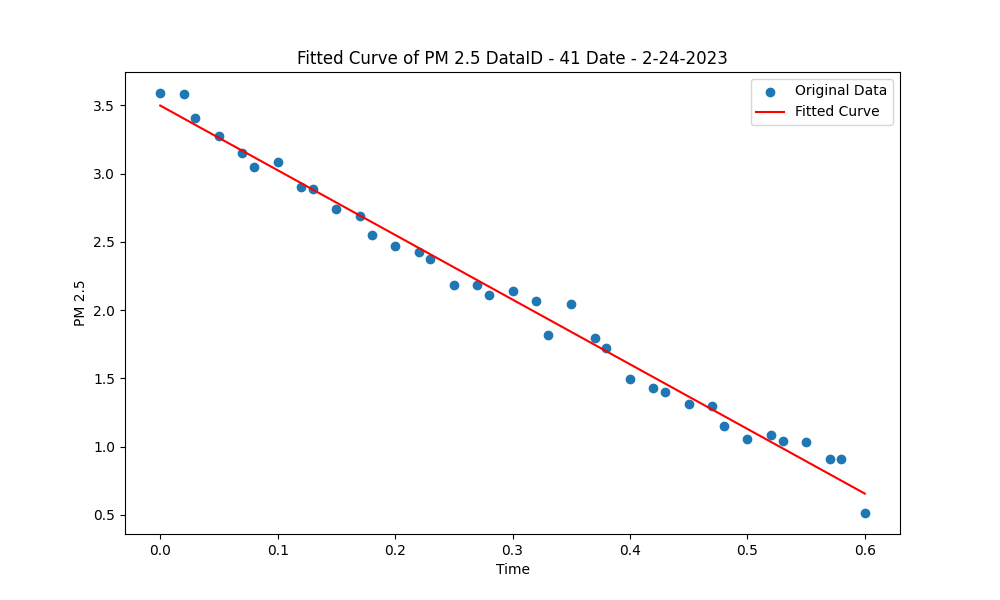 Fitted Curve of PM 2.5 DataID - 41 Date - 2-24-2023
Original Data
Fitted Curve
3.5
3.0
2.5
2.0
1.5
1.0
0.5
PM 2.5
0.0 0.1 0.2 0.3 0.4 0.5 0.6
Time